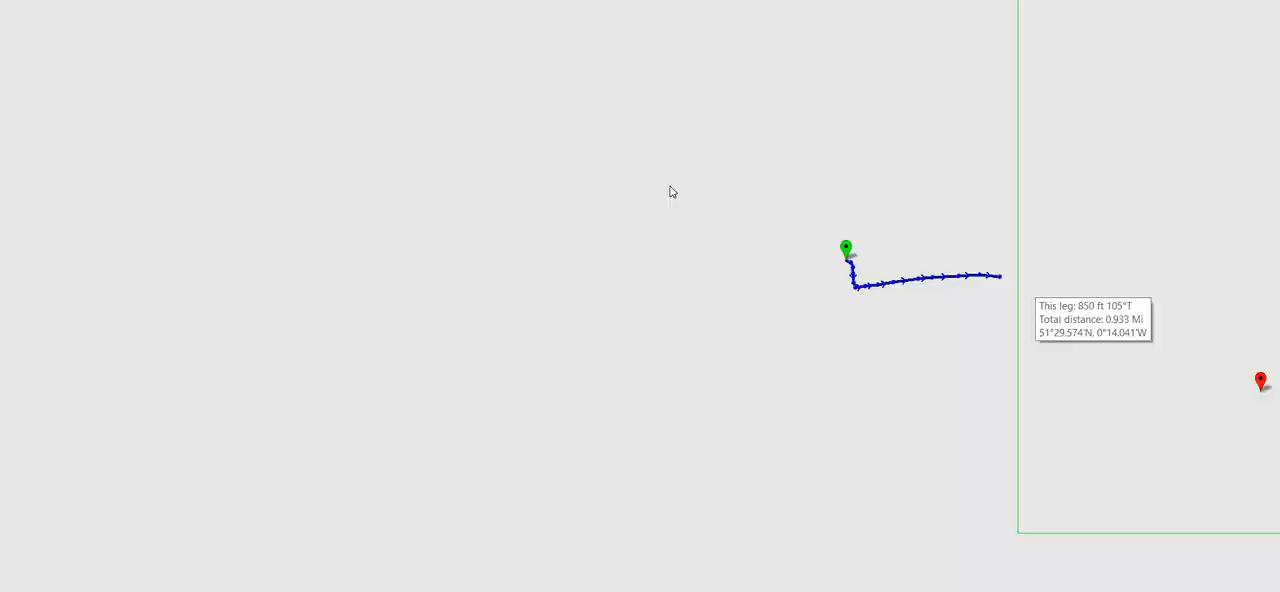 This leg: 850 ft 105°T
Total distance: 0.933 Mi
51°29.574'N, 0°14.041'W